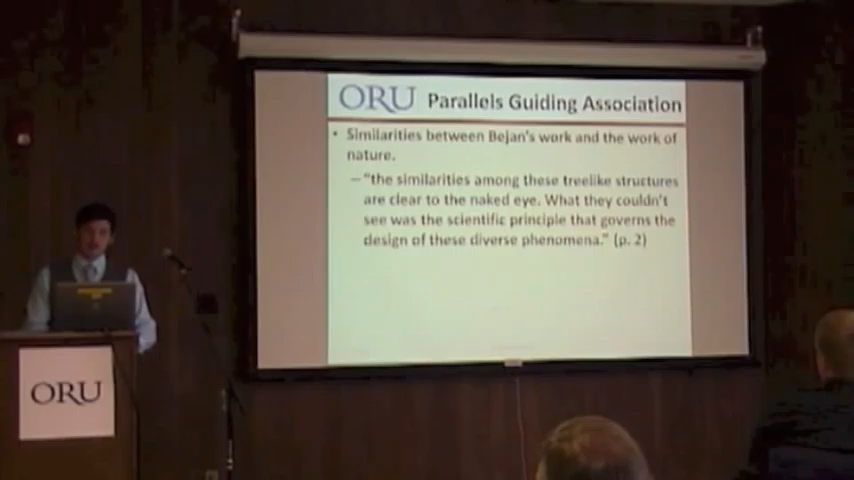 ORU Parallels Guiding Association
• Similarities between Bejan's work and the work of
nature.
– "the similarities among these treelike structures
are clear to the naked eye. What they couldn't
see was the scientific principle that governs the
design of these diverse phenomena." (p. 2)
ORU